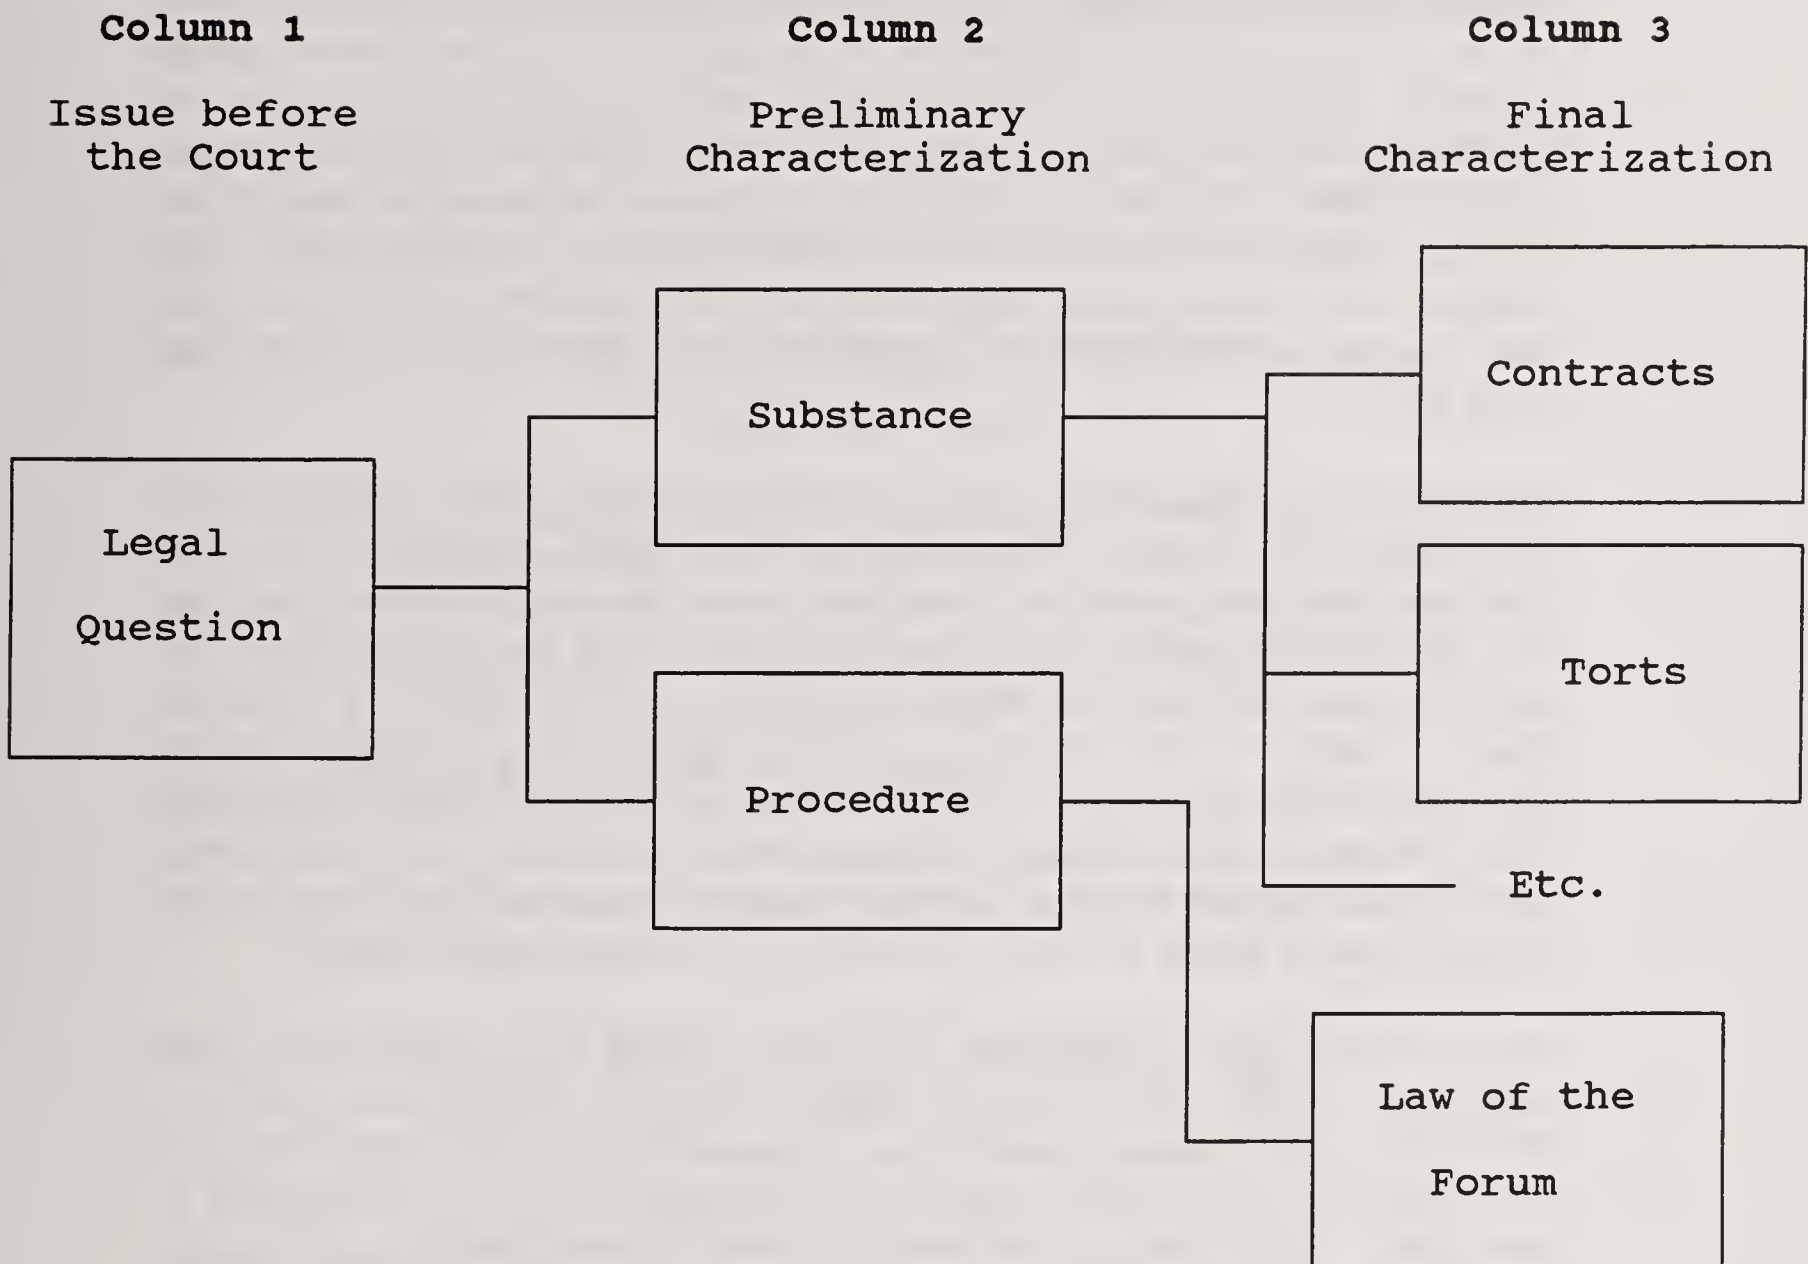 Column 1
Column 2
Column 3
Issue before
the Court
Preliminary
Characterization
Final
Characterization
Legal
Question
Substance
Procedure
Contracts
Torts
Etc.
Law of the
Forum